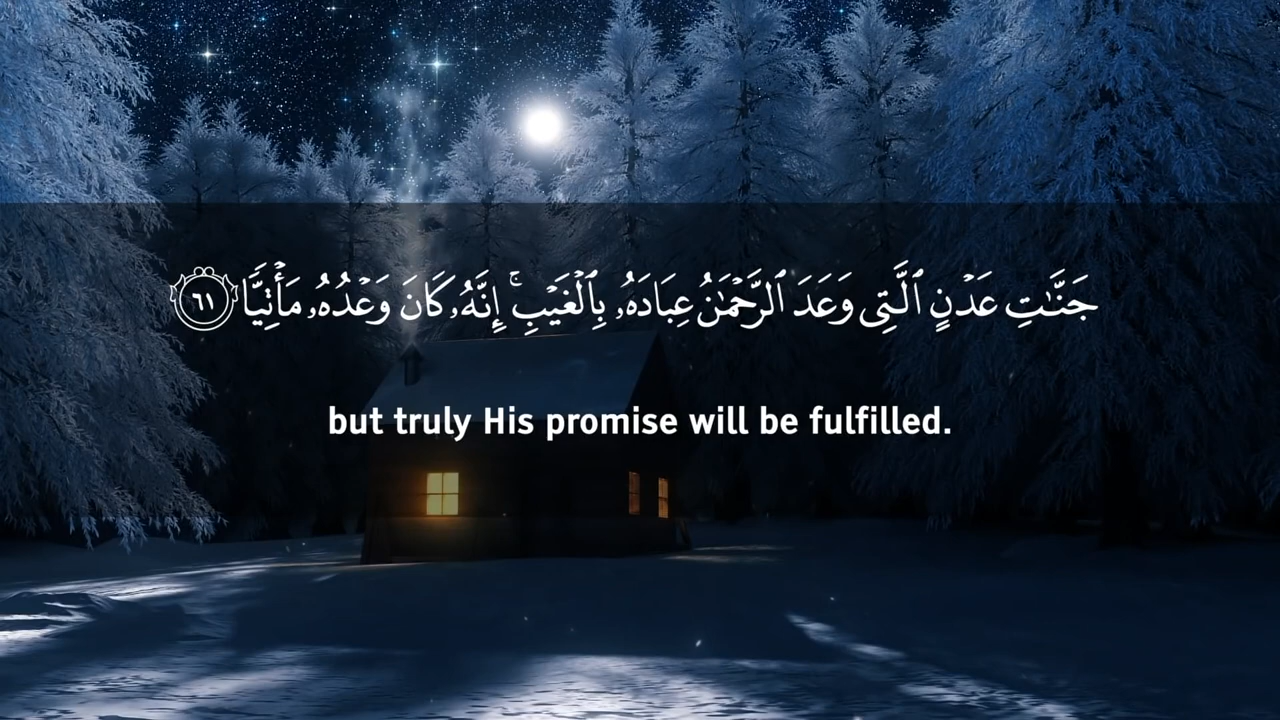 جَنَّٰتِ عَدْنٍ ٱلَّتِى وَعَدَ ٱلرَّحْمَٰنُ عِبَادَهُۥ بِٱلْغَيْبِ ۚ إِنَّهُۥ كَانَ وَعْدُهُۥ مَأْتِيًّا ٦١
but truly His promise will be fulfilled.